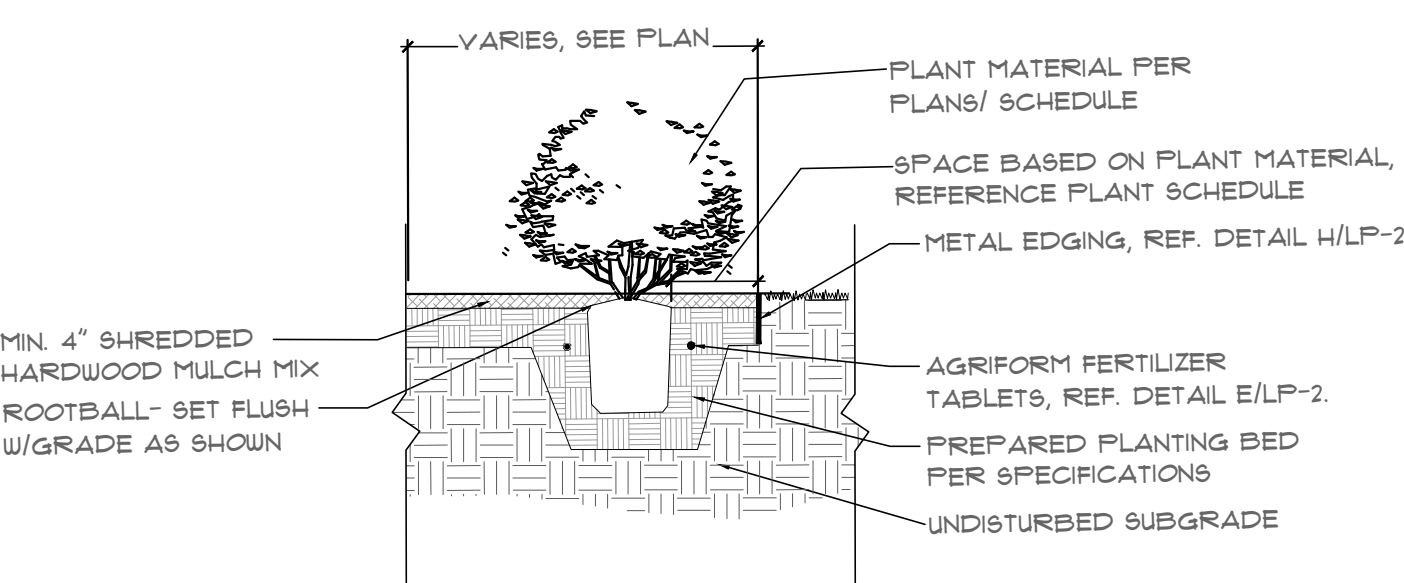 VARIES, SEE PLAN
PLANT MATERIAL PER
PLANS/ SCHEDULE
SPACE BASED ON PLANT MATERIAL,
REFERENCE PLANT SCHEDULE
METAL EDGING, REF. DETAIL H/LP-2
MIN. 4" SHREDDED
HARDWOOD MULCH MIX
ROOTBALL- SET FLUSH
W/GRADE AS SHOWN
AGRIFORM FERTILIZER
TABLETS, REF. DETAIL E/LP-2.
PREPARED PLANTING BED
PER SPECIFICATIONS
UNDISTURBED SUBGRADE